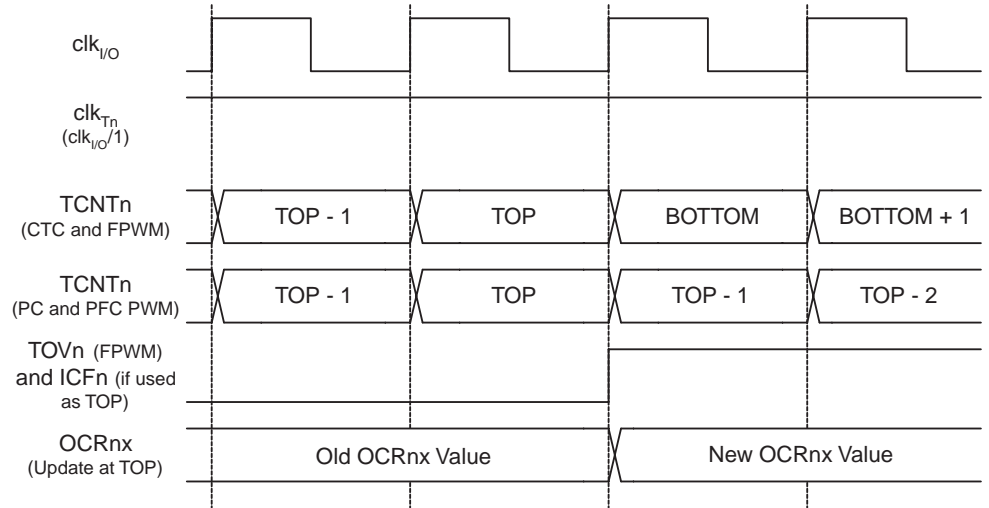 clkI/O
clkTn
(clkI/O/1)
TCNTn
(CTC and FPWM)
TOP - 1 TOP BOTTOM BOTTOM + 1
TCNTn
(PC and PFC PWM)
TOP - 1 TOP TOP - 1 TOP - 2
TOVn (FPWM)
and ICFn (if used
as TOP)
OCRnx
(Update at TOP)
Old OCRnx Value New OCRnx Value